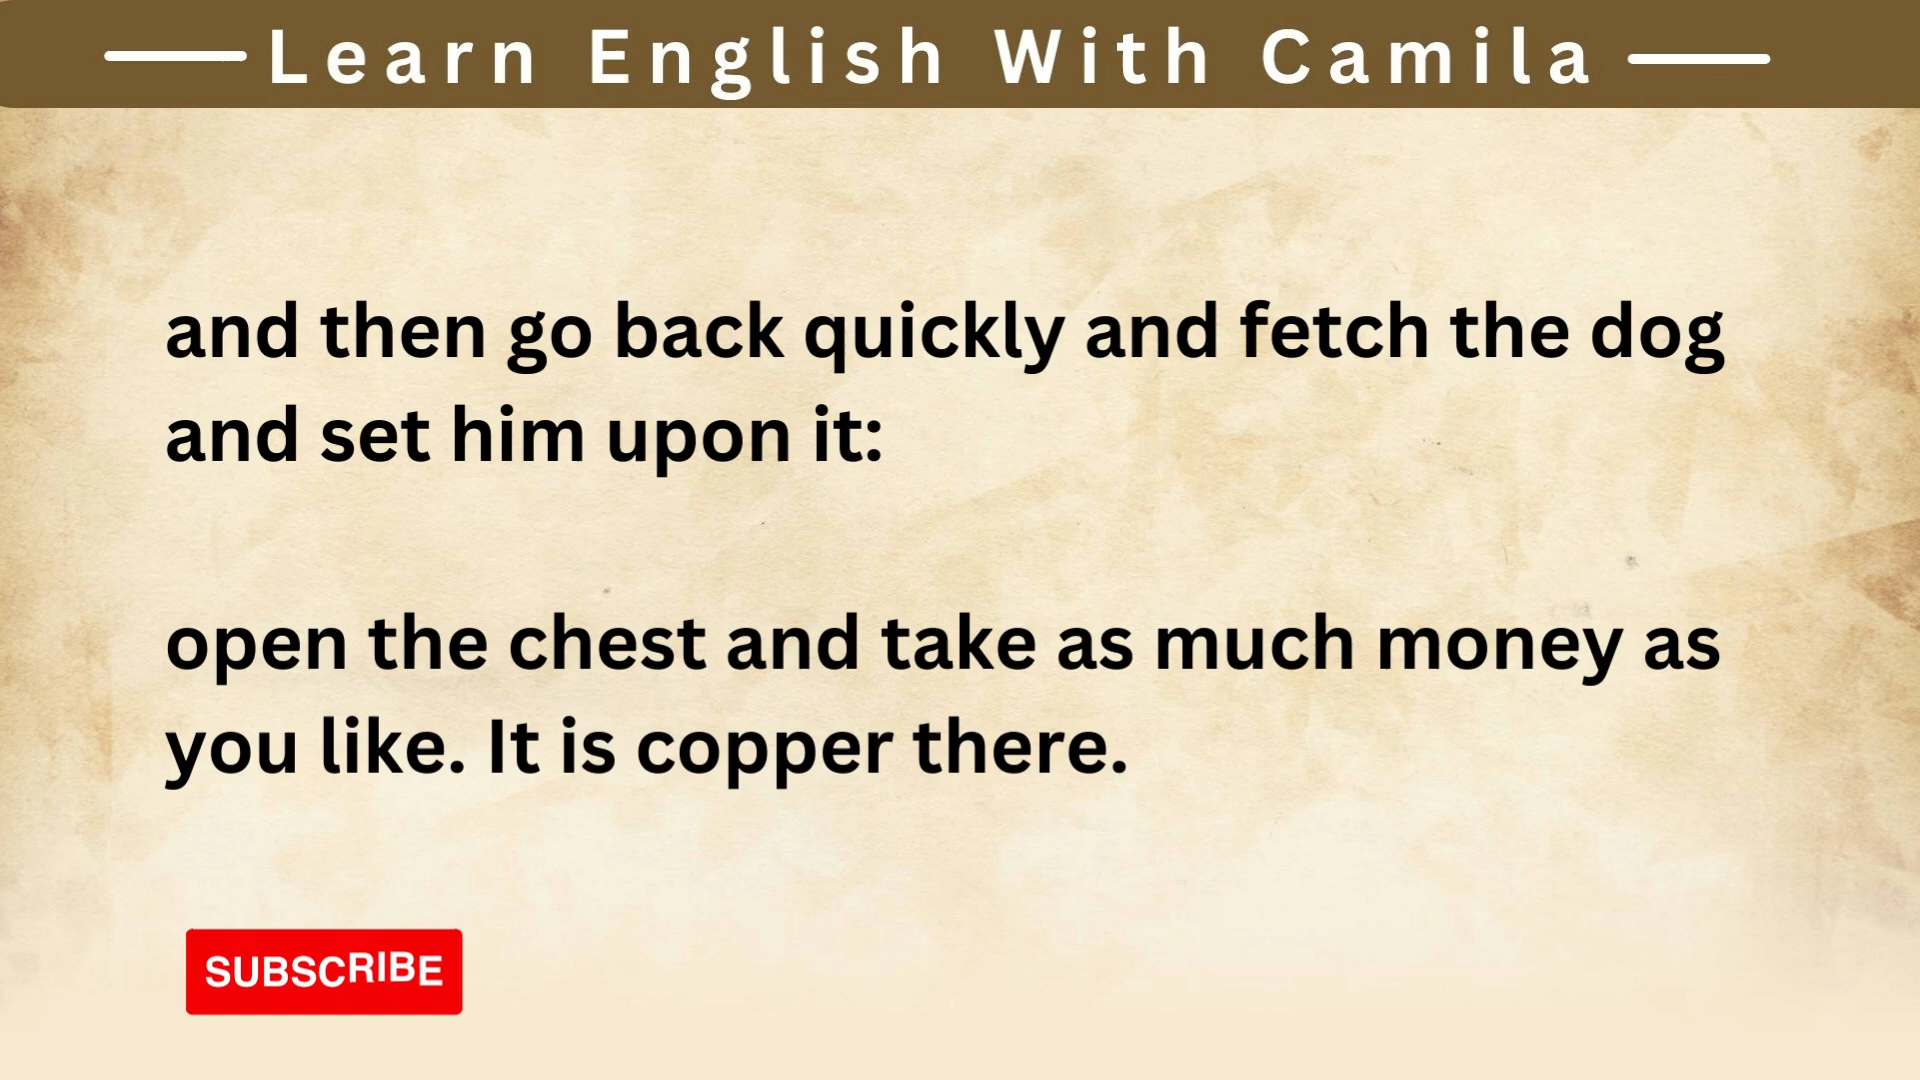 Learn English With Camila
and then go back quickly and fetch the dog
and set him upon it:
open the chest and take as much money as
you like. It is copper there.
SUBSCRIBE